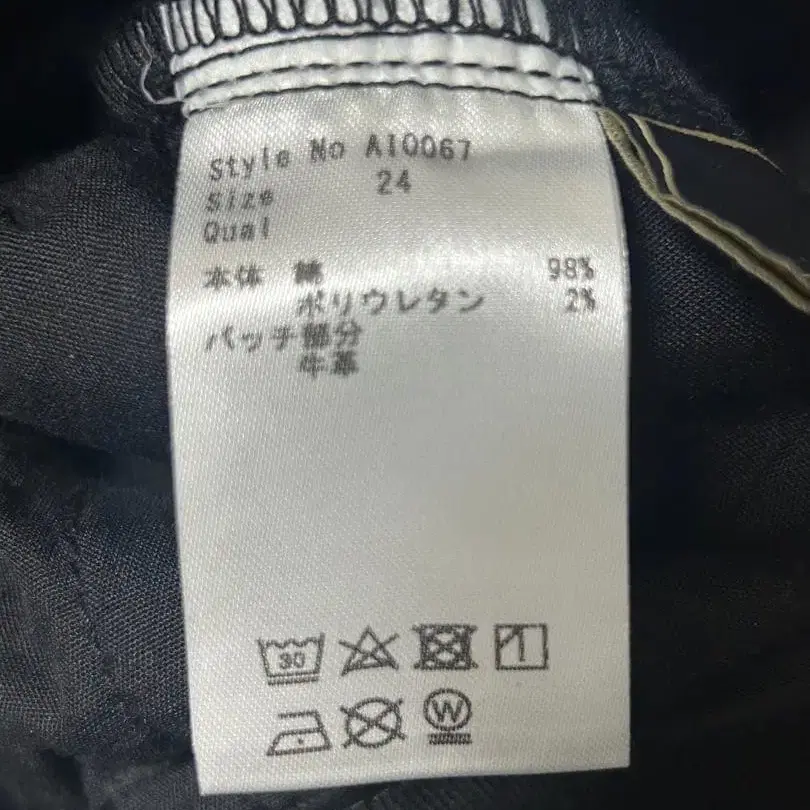 Style No AI0067
Size 24
Qual
本体 綿 98%
ポリウレタン 2%
パッチ部分
牛革
30
W